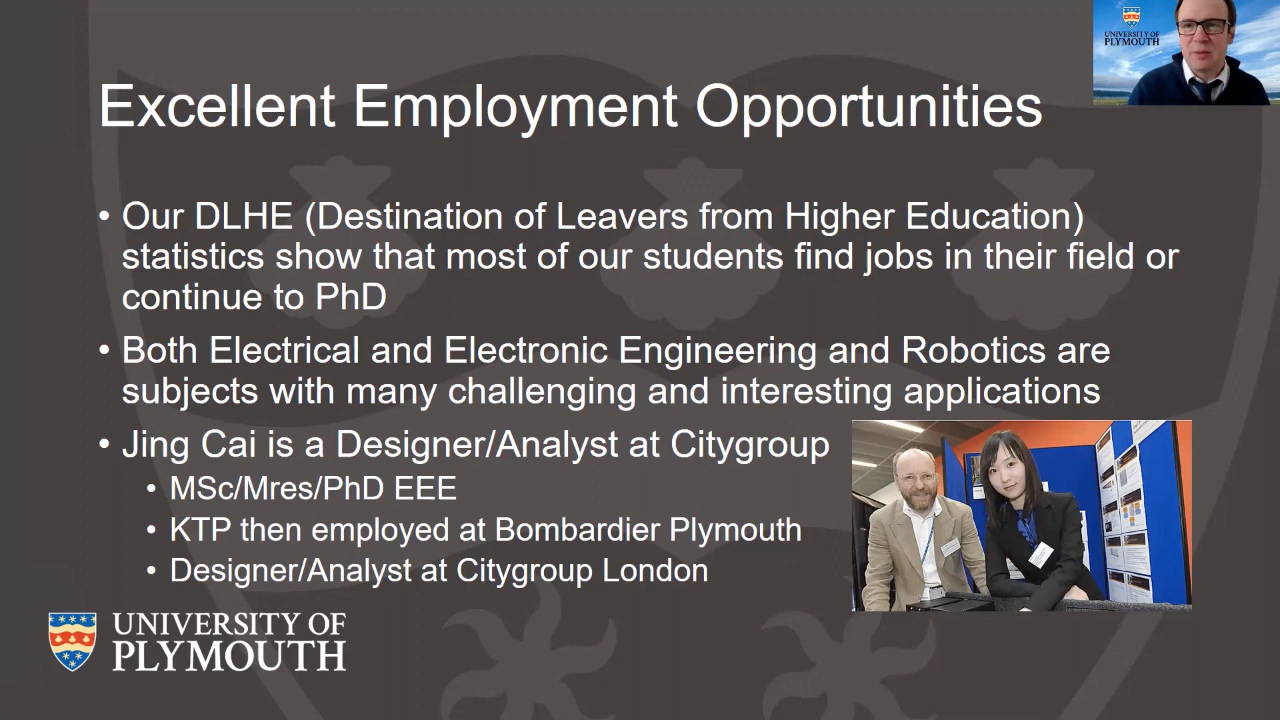 UNIVERSITY OF
PLYMOUTH
Excellent Employment Opportunities
• Our DLHE (Destination of Leavers from Higher Education)
statistics show that most of our students find jobs in their field or
continue to PhD
• Both Electrical and Electronic Engineering and Robotics are
subjects with many challenging and interesting applications
• Jing Cai is a Designer/Analyst at Citygroup
• MSc/Mres/PhD EEE
• KTP then employed at Bombardier Plymouth
• Designer/Analyst at Citygroup London
UNIVERSITY OF
PLYMOUTH